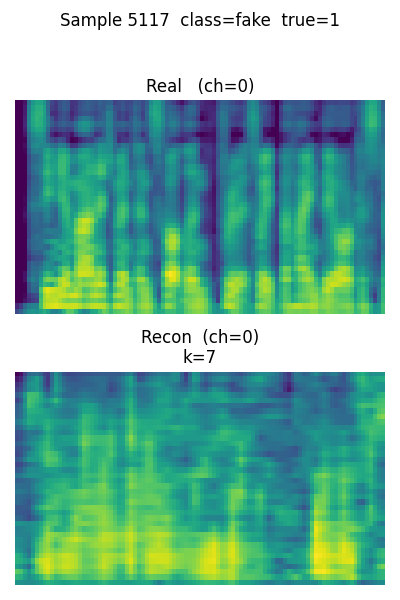 Sample 5117  class=fake  true=1
Real   (ch=0)
Recon  (ch=0)
k=7